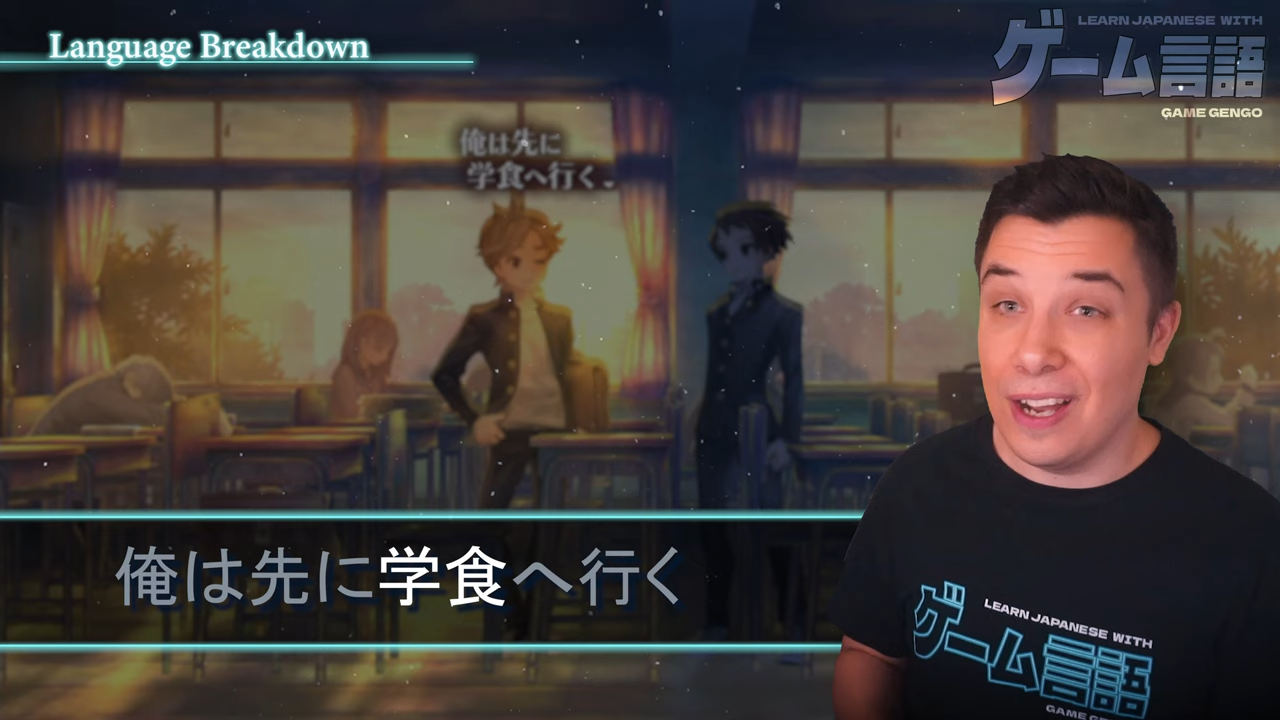 Language Breakdown
LEARN JAPANESE WITH
ゲーム言語
GAME GENGO
俺は先に
学食へ行く。
俺は先に学食へ行く
LEARN JAPANESE WITH
ゲーム言語
GAME GE